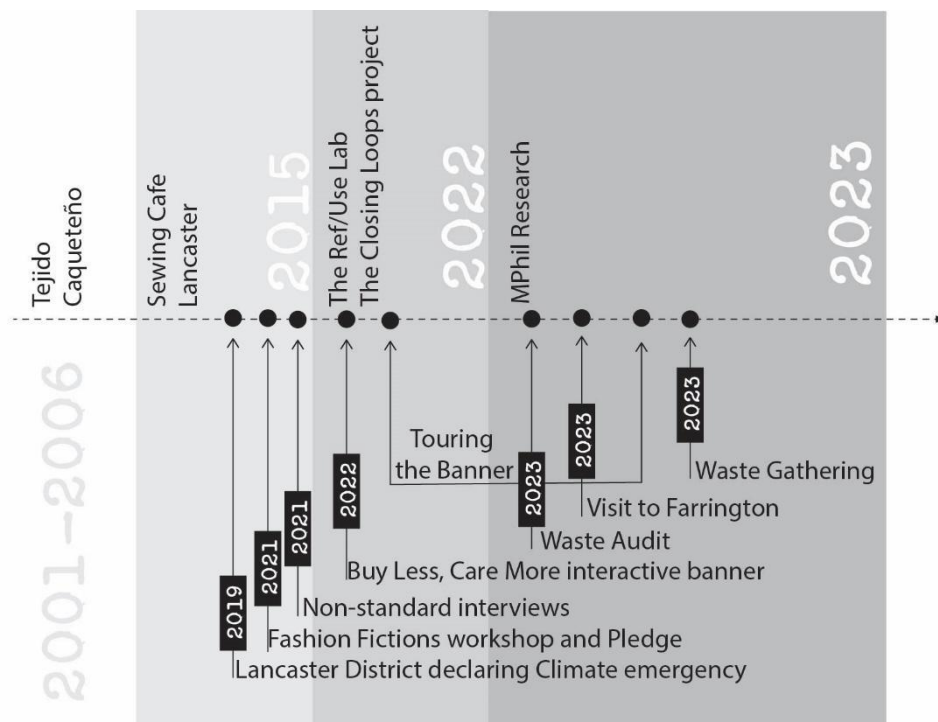 Tejido
Caqueteño
2001–2006
Sewing Cafe
Lancaster
2015
The Ref/Use Lab
The Closing Loops project
2022
MPhil Research
2023
2019
Lancaster District declaring Climate emergency
2021
Fashion Fictions workshop and Pledge
2021
Non-standard interviews
2022
Buy Less, Care More interactive banner
Touring
the Banner
2023
Waste Audit
2023
Visit to Farrington
2023
Waste Gathering